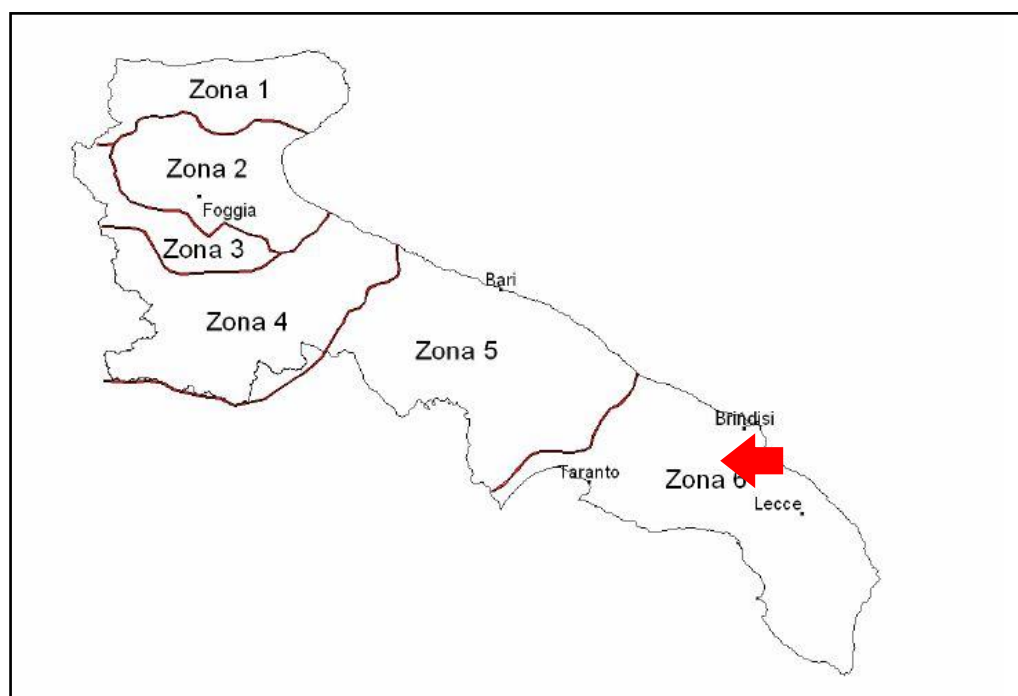 Zona 1
Zona 2
Foggia
Zona 3
Bari
Zona 4
Zona 5
Brindisi
Taranto
Zona 6
Lecce